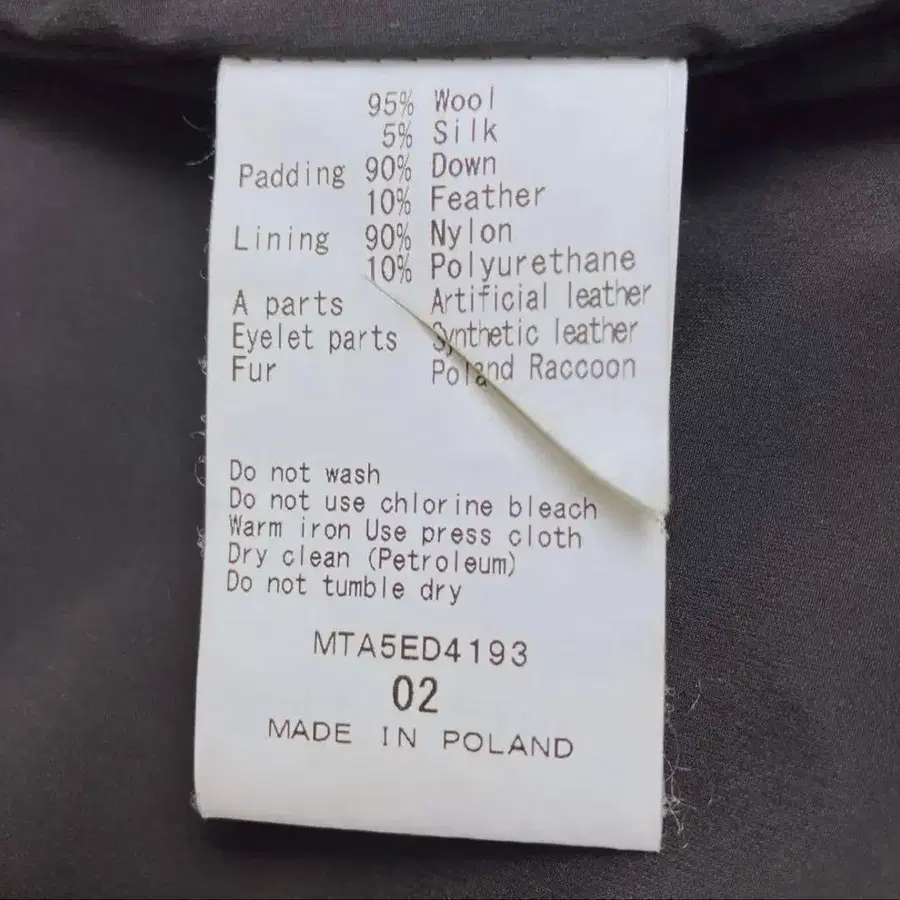 95% Wool
5% Silk
Padding 90% Down
10% Feather
Lining 90% Nylon
10% Polyurethane
A parts Artificial leather
Eyelet parts Synthetic leather
Fur Poland Raccoon
Do not wash
Do not use chlorine bleach
Warm iron Use press cloth
Dry clean (Petroleum)
Do not tumble dry
MTA5ED4193
02
MADE IN POLAND